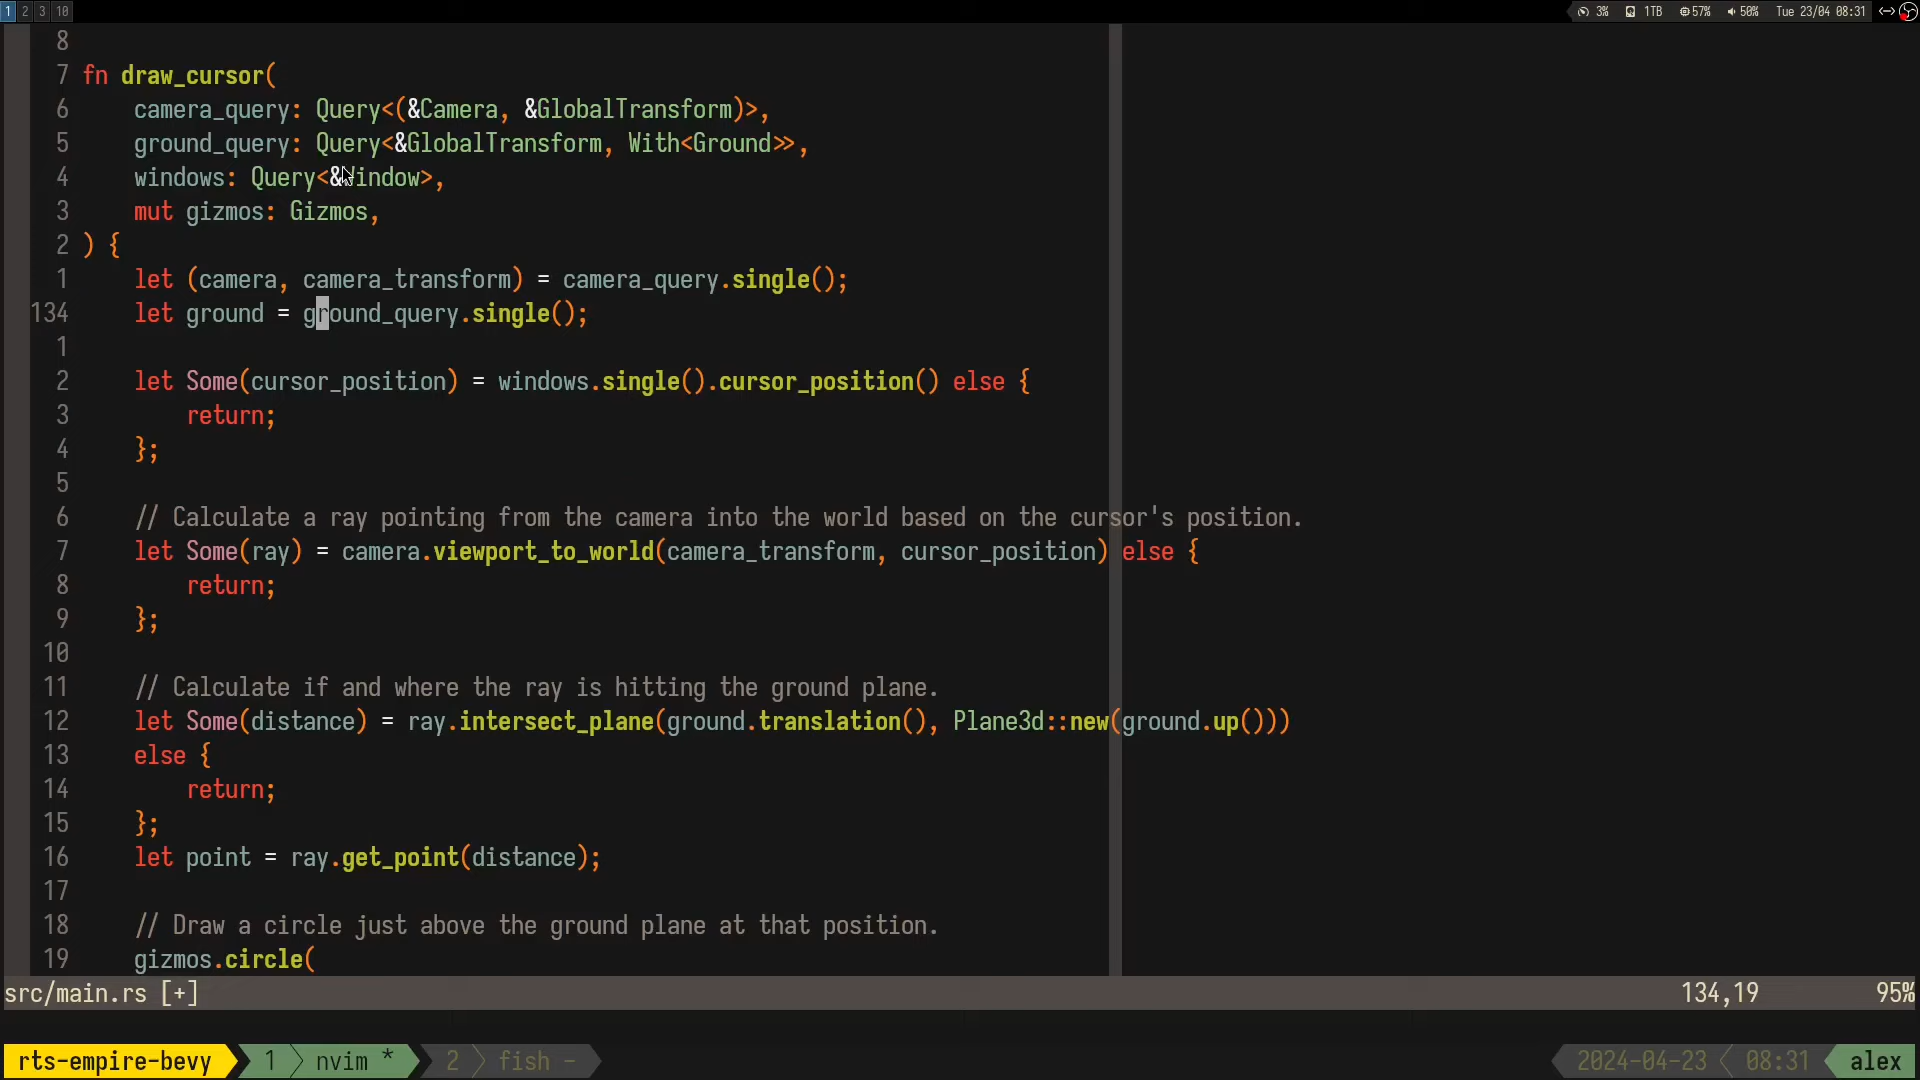 1 2 3 10 3% 1TB 57% 50% Tue 23/04 08:31
8
7 fn draw_cursor(
6     camera_query: Query<(&Camera, &GlobalTransform)>,
5     ground_query: Query<&GlobalTransform, With<Ground>>,
4     windows: Query<&Window>,
3     mut gizmos: Gizmos,
2 ) {
1     let (camera, camera_transform) = camera_query.single();
134     let ground = ground_query.single();
1
2     let Some(cursor_position) = windows.single().cursor_position() else {
3         return;
4     };
5
6     // Calculate a ray pointing from the camera into the world based on the cursor's position.
7     let Some(ray) = camera.viewport_to_world(camera_transform, cursor_position) else {
8         return;
9     };
10
11     // Calculate if and where the ray is hitting the ground plane.
12     let Some(distance) = ray.intersect_plane(ground.translation(), Plane3d::new(ground.up()))
13     else {
14         return;
15     };
16     let point = ray.get_point(distance);
17
18     // Draw a circle just above the ground plane at that position.
19     gizmos.circle(
src/main.rs [+] 134,19 95%
rts-empire-bevy 1 nvim * 2 fish - 2024-04-23 08:31 alex